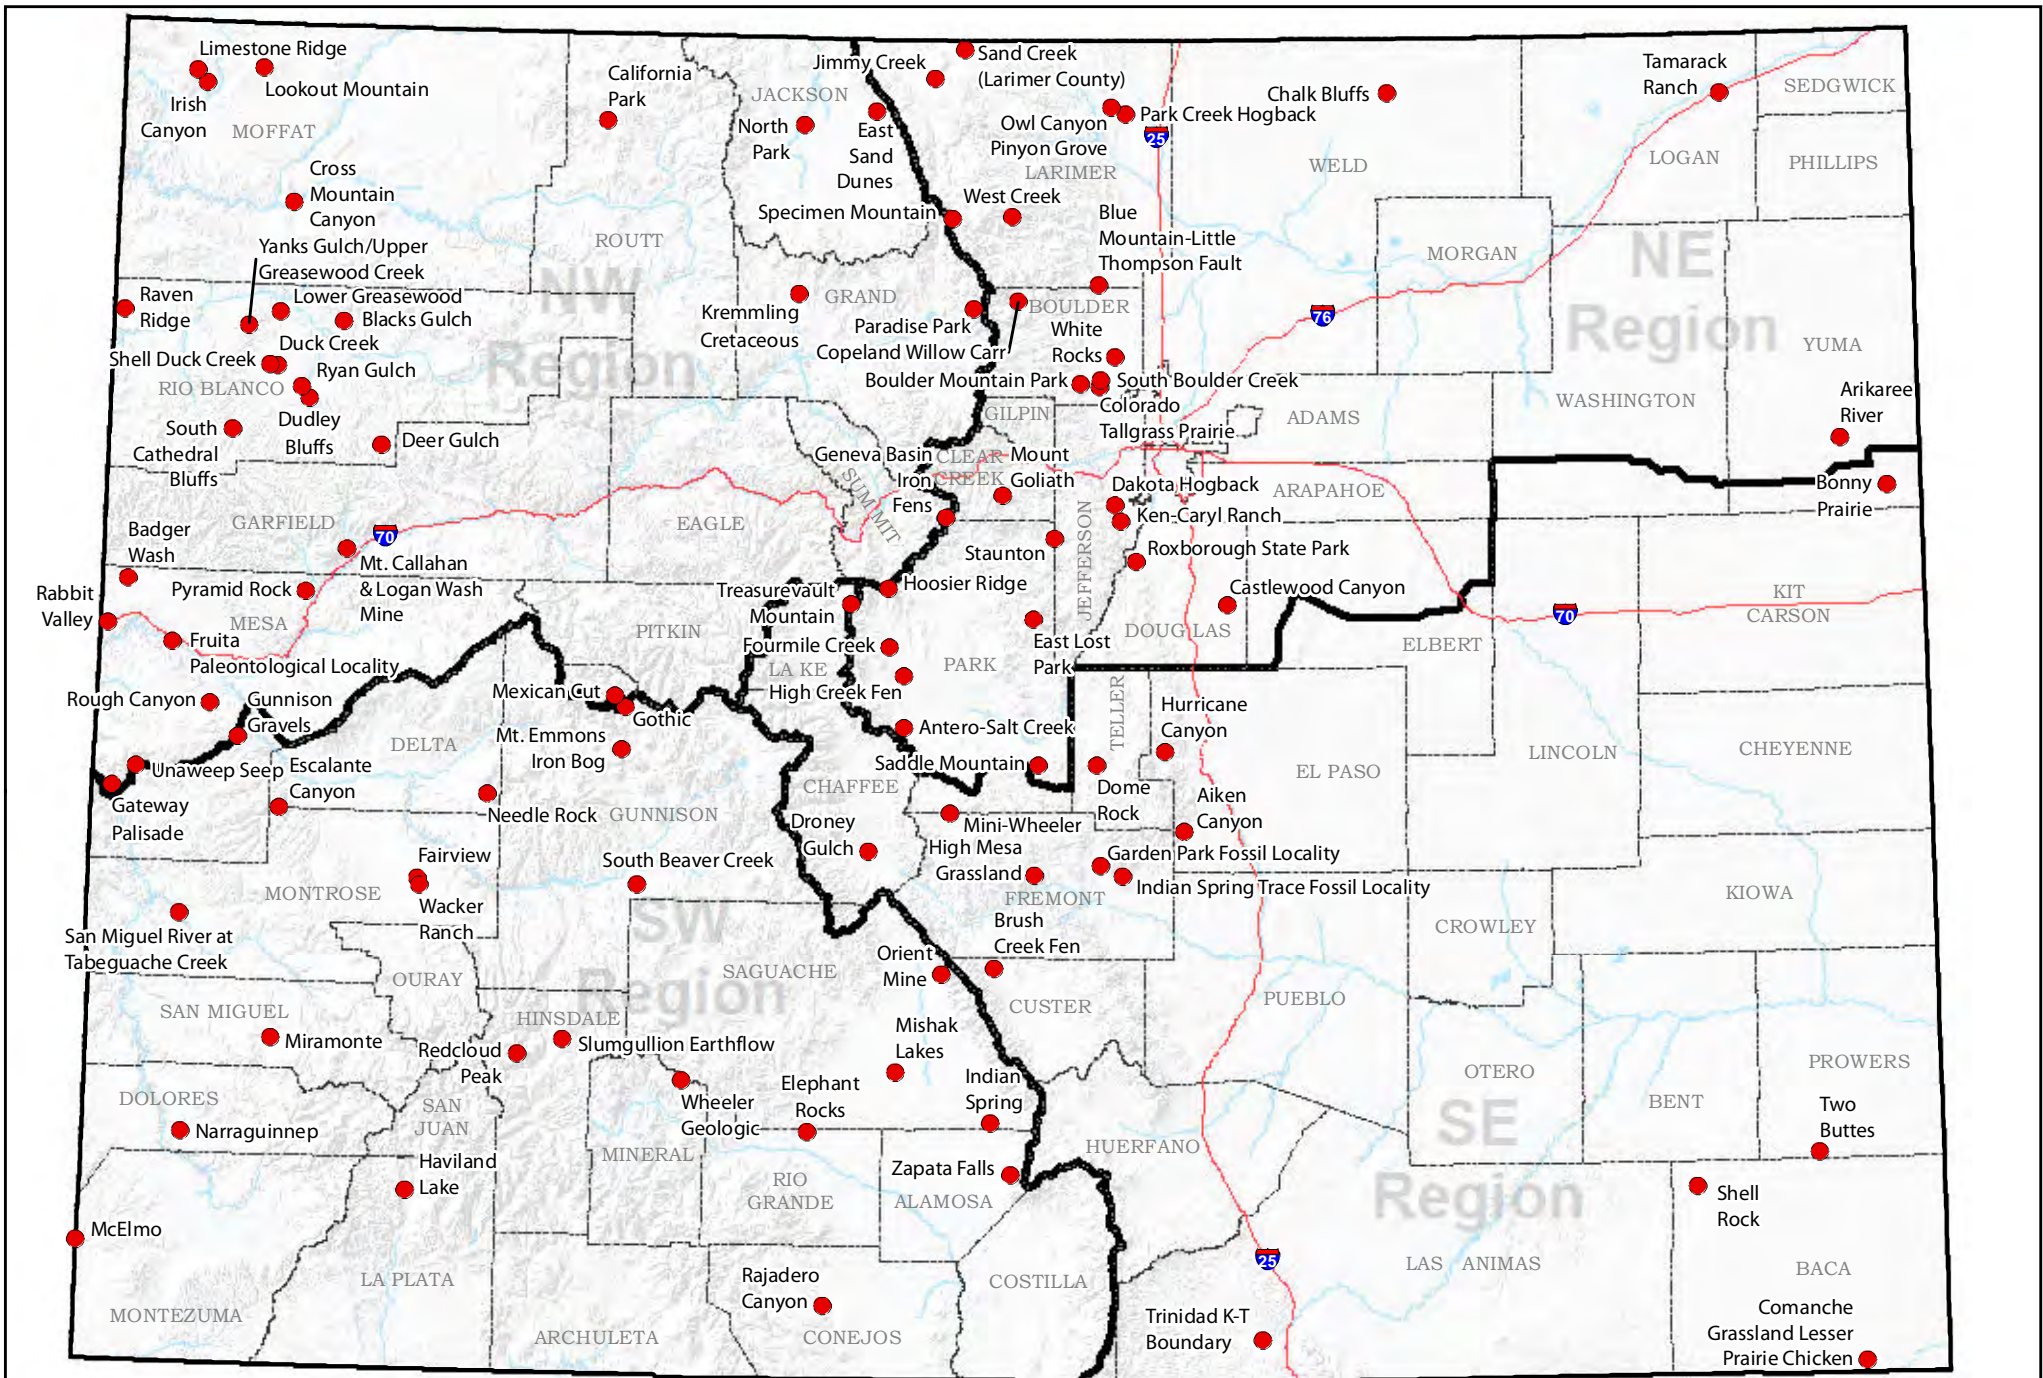 Limestone Ridge
Irish
Canyon
Lookout Mountain
MOFFAT
California
Park
JACKSON
North
Park
Jimmy Creek
East
Sand
Dunes
Sand Creek
(Larimer County)
Owl Canyon
Pinyon Grove
Park Creek Hogback
LARIMER
25
Chalk Bluffs
WELD
Tamarack
Ranch
SEDGWICK
LOGAN
PHILLIPS
Cross
Mountain
Canyon
Yanks Gulch/Upper
Greasewood Creek
ROUTT
Specimen Mountain
West Creek
Blue
Mountain-Little
Thompson Fault
MORGAN
NE
Region
NW
Region
Raven
Ridge
Lower Greasewood
Blacks Gulch
Kremmling
Cretaceous
GRAND
Paradise Park
Copeland Willow Carr
BOULDER
White
Rocks
76
YUMA
Shell Duck Creek
Duck Creek
Ryan Gulch
RIO BLANCO
Dudley
Bluffs
South
Cathedral
Bluffs
Deer Gulch
Boulder Mountain Park
South Boulder Creek
Colorado
Tallgrass Prairie
GILPIN
ADAMS
WASHINGTON
Arikaree
River
Geneva Basin
Iron
Fens
CLEAR
CREEK
Mount
Goliath
SUMMIT
Dakota Hogback
Ken-Caryl Ranch
ARAPAHOE
Bonny
Prairie
Badger
Wash
GARFIELD
70
EAGLE
Staunton
JEFFERSON
Roxborough State Park
Castlewood Canyon
Rabbit
Valley
Pyramid Rock
Mt. Callahan
& Logan Wash
Mine
MESA
Fruita
Paleontological Locality
PITKIN
Treasurevault
Mountain
Hoosier Ridge
Fourmile Creek
LA KE
High Creek Fen
PARK
East Lost
Park
DOUGLAS
ELBERT
70
KIT
CARSON
Rough Canyon
Gunnison
Gravels
Mexican Cut
Gothic
Mt. Emmons
Iron Bog
DELTA
Antero-Salt Creek
Saddle Mountain
TELLER
Hurricane
Canyon
Unaweep Seep
Gateway
Palisade
Escalante
Canyon
Needle Rock
GUNNISON
CHAFFEE
Dome
Rock
Aiken
Canyon
EL PASO
LINCOLN
CHEYENNE
Droney
Gulch
Mini-Wheeler
High Mesa
Grassland
Garden Park Fossil Locality
Indian Spring Trace Fossil Locality
FREMONT
MONTROSE
Fairview
Wacker
Ranch
South Beaver Creek
SW
Region
San Miguel River at
Tabeguache Creek
OURAY
SAGUACHE
Orient
Mine
Brush
Creek Fen
CUSTER
PUEBLO
CROWLEY
KIOWA
SAN MIGUEL
Miramonte
HINSDALE
Redcloud
Peak
Slumgullion Earthflow
Mishak
Lakes
Indian
Spring
OTERO
BENT
PROWERS
Two
Buttes
DOLORES
Narraguinnep
SAN
JUAN
Wheeler
Geologic
Elephant
Rocks
HUERFANO
SE
Region
MINERAL
Haviland
Lake
RIO
GRANDE
Zapata Falls
ALAMOSA
Shell
Rock
McElmo
LA PLATA
MONTEZUMA
ARCHULETA
Rajadero
Canyon
CONEJOS
COSTILLA
25
Trinidad K-T
Boundary
LAS ANIMAS
BACA
Comanche
Grassland Lesser
Prairie Chicken